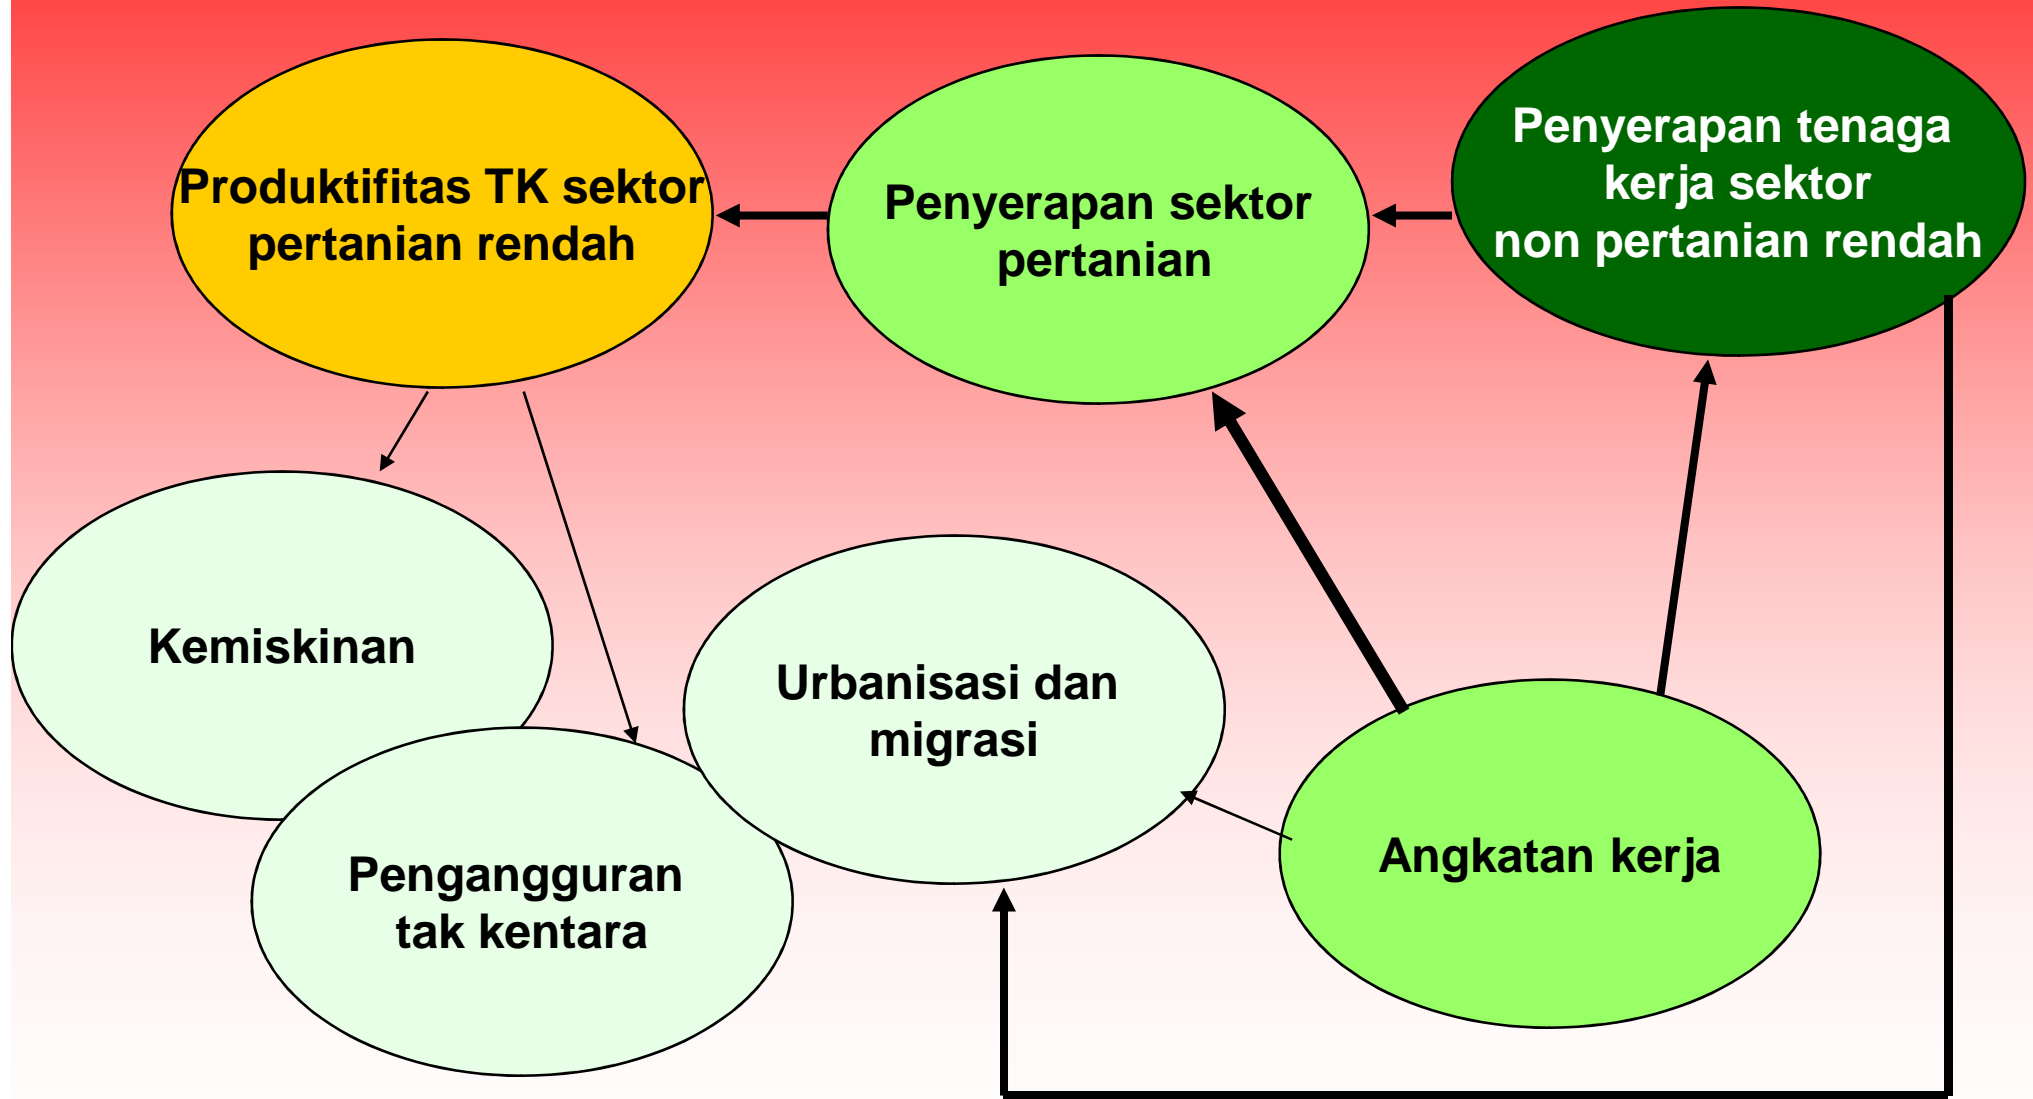 Produktifitas TK sektor
pertanian rendah
Penyerapan sektor
pertanian
Penyerapan tenaga
kerja sektor
non pertanian rendah
Kemiskinan
Urbanisasi dan
migrasi
Pengangguran
tak kentara
Angkatan kerja